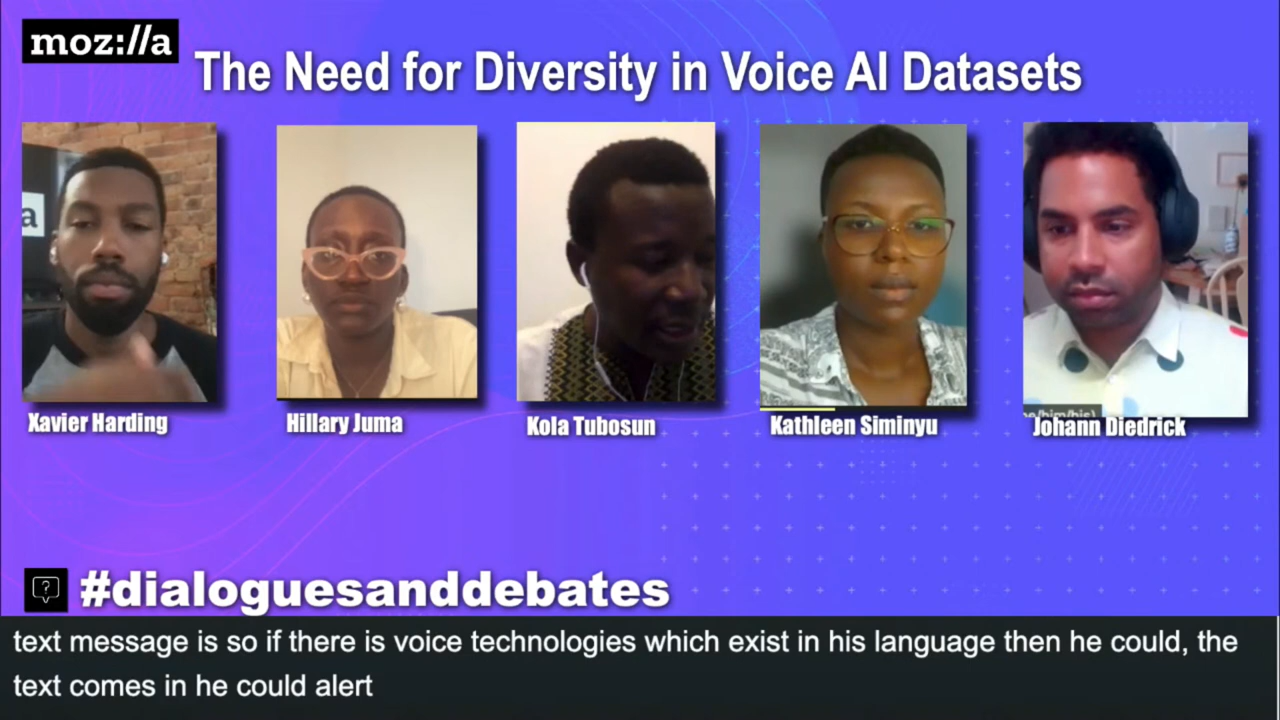 moz://a
The Need for Diversity in Voice AI Datasets
a
e/him/his)
Xavier Harding
Hillary Juma
Kola Tubosun
Kathleen Siminyu
Johann Diedrick
?
#dialoguesanddebates
text message is so if there is voice technologies which exist in his language then he could, the
text comes in he could alert